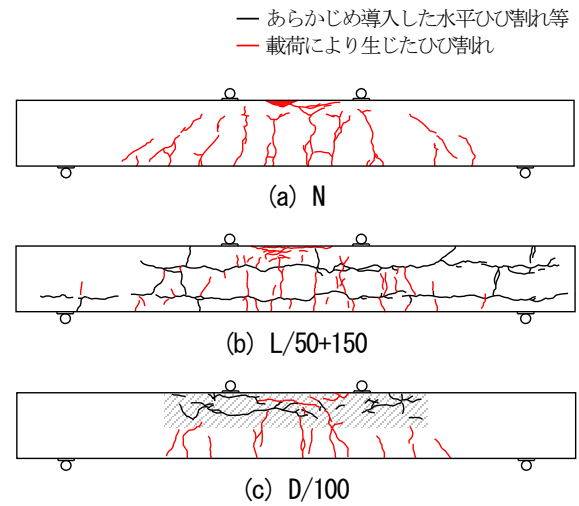 あらかじめ導入した水平ひび割れ等
載荷により生じたひび割れ
(a) N
(b) L/50+150
(c) D/100